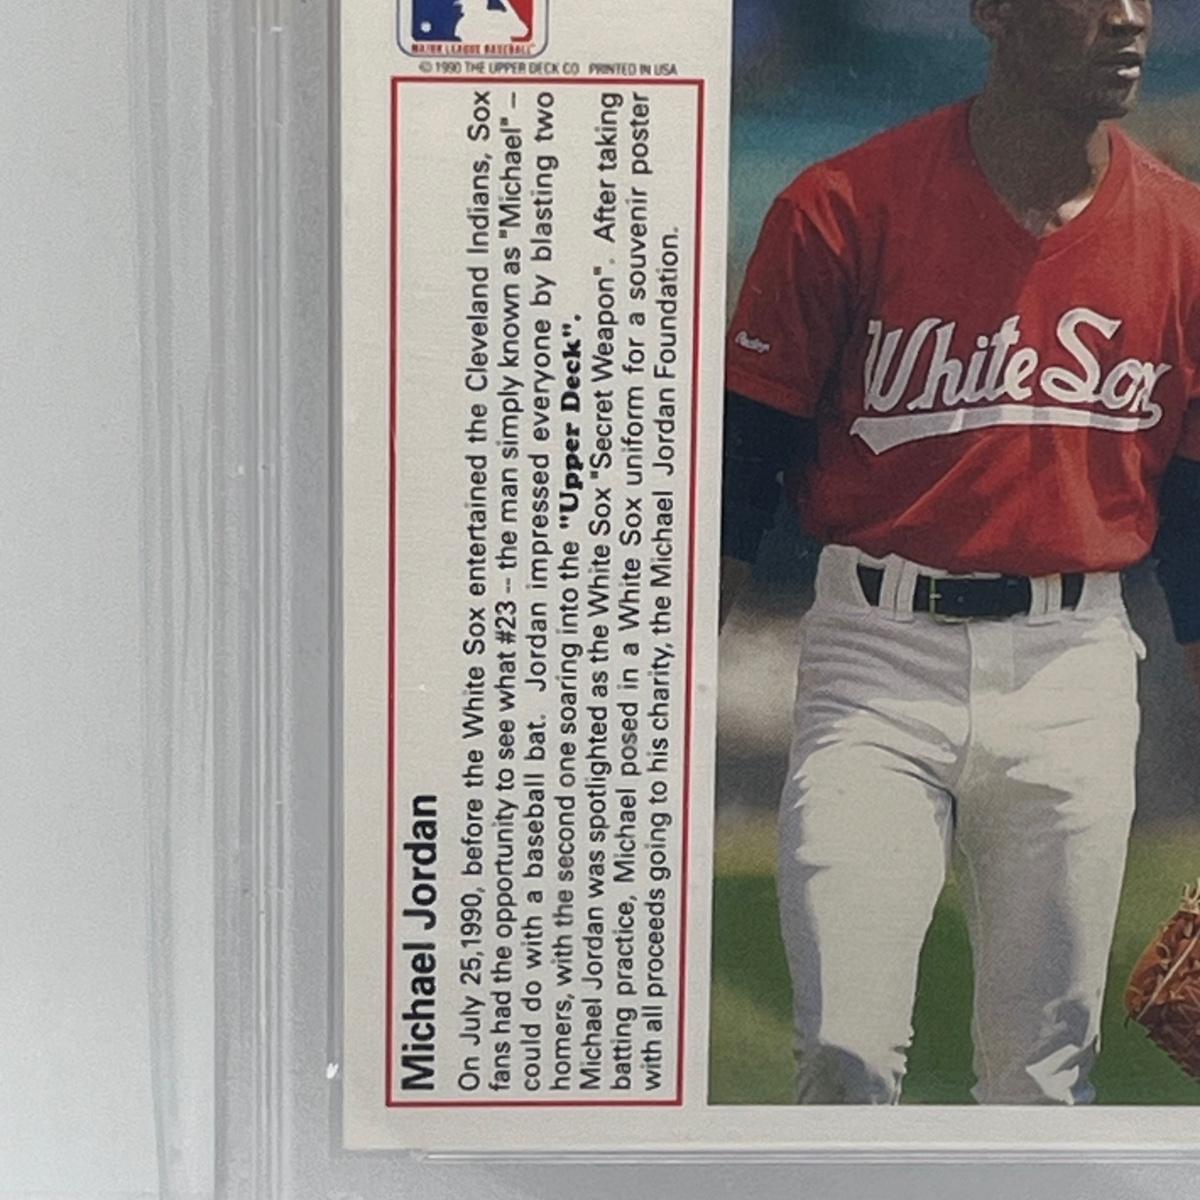 MAJOR LEAGUE BASEBALL
© 1990 THE UPPER DECK CO PRINTED IN USA
Michael Jordan
On July 25,1990, before the White Sox entertained the Cleveland Indians, Sox
fans had the opportunity to see what #23 -- the man simply known as "Michael" --
could do with a baseball bat. Jordan impressed everyone by blasting two
homers, with the second one soaring into the "Upper Deck".
Michael Jordan was spotlighted as the White Sox "Secret Weapon". After taking
batting practice, Michael posed in a White Sox uniform for a souvenir poster
with all proceeds going to his charity, the Michael Jordan Foundation.
White Sox